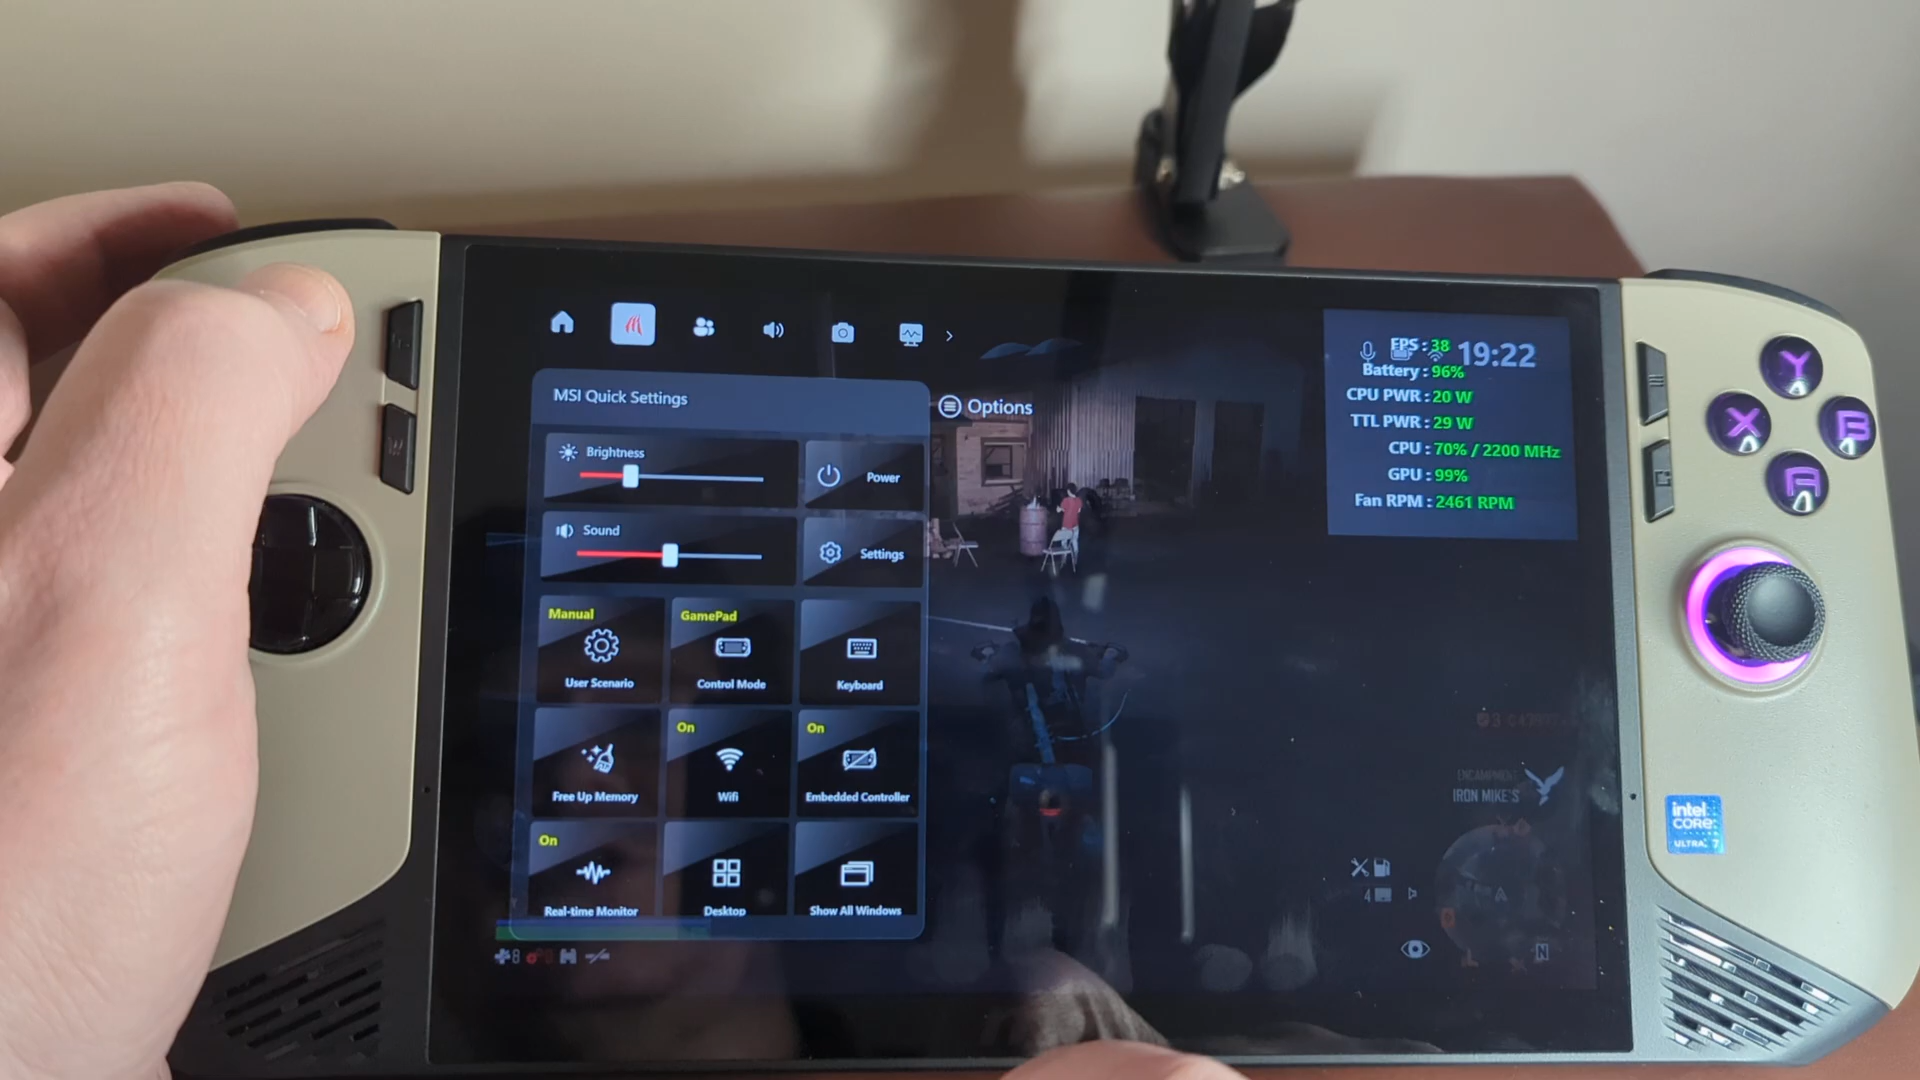 MSI Quick Settings
Options
Brightness
Power
Sound
Settings
Manual
User Scenario
GamePad
Control Mode
Keyboard
Free Up Memory
On
Wifi
On
Embedded Controller
On
Real-time Monitor
Desktop
Show All Windows
8
FPS : 38
19:22
Battery : 96%
CPU PWR : 20 W
TTL PWR : 29 W
CPU : 70% / 2200 MHz
GPU : 99%
Fan RPM : 2461 RPM
ENCAMPMENT
IRON MIKE'S
4
N
Y
X
B
A
intel
CORE
ULTRA 7